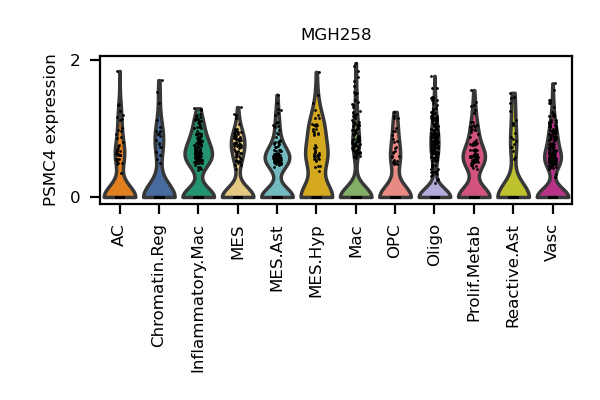 MGH258
PSMC4 expression
2
0
AC
Chromatin.Reg
Inflammatory.Mac
MES
MES.Ast
MES.Hyp
Mac
OPC
Oligo
Prolif.Metab
Reactive.Ast
Vasc